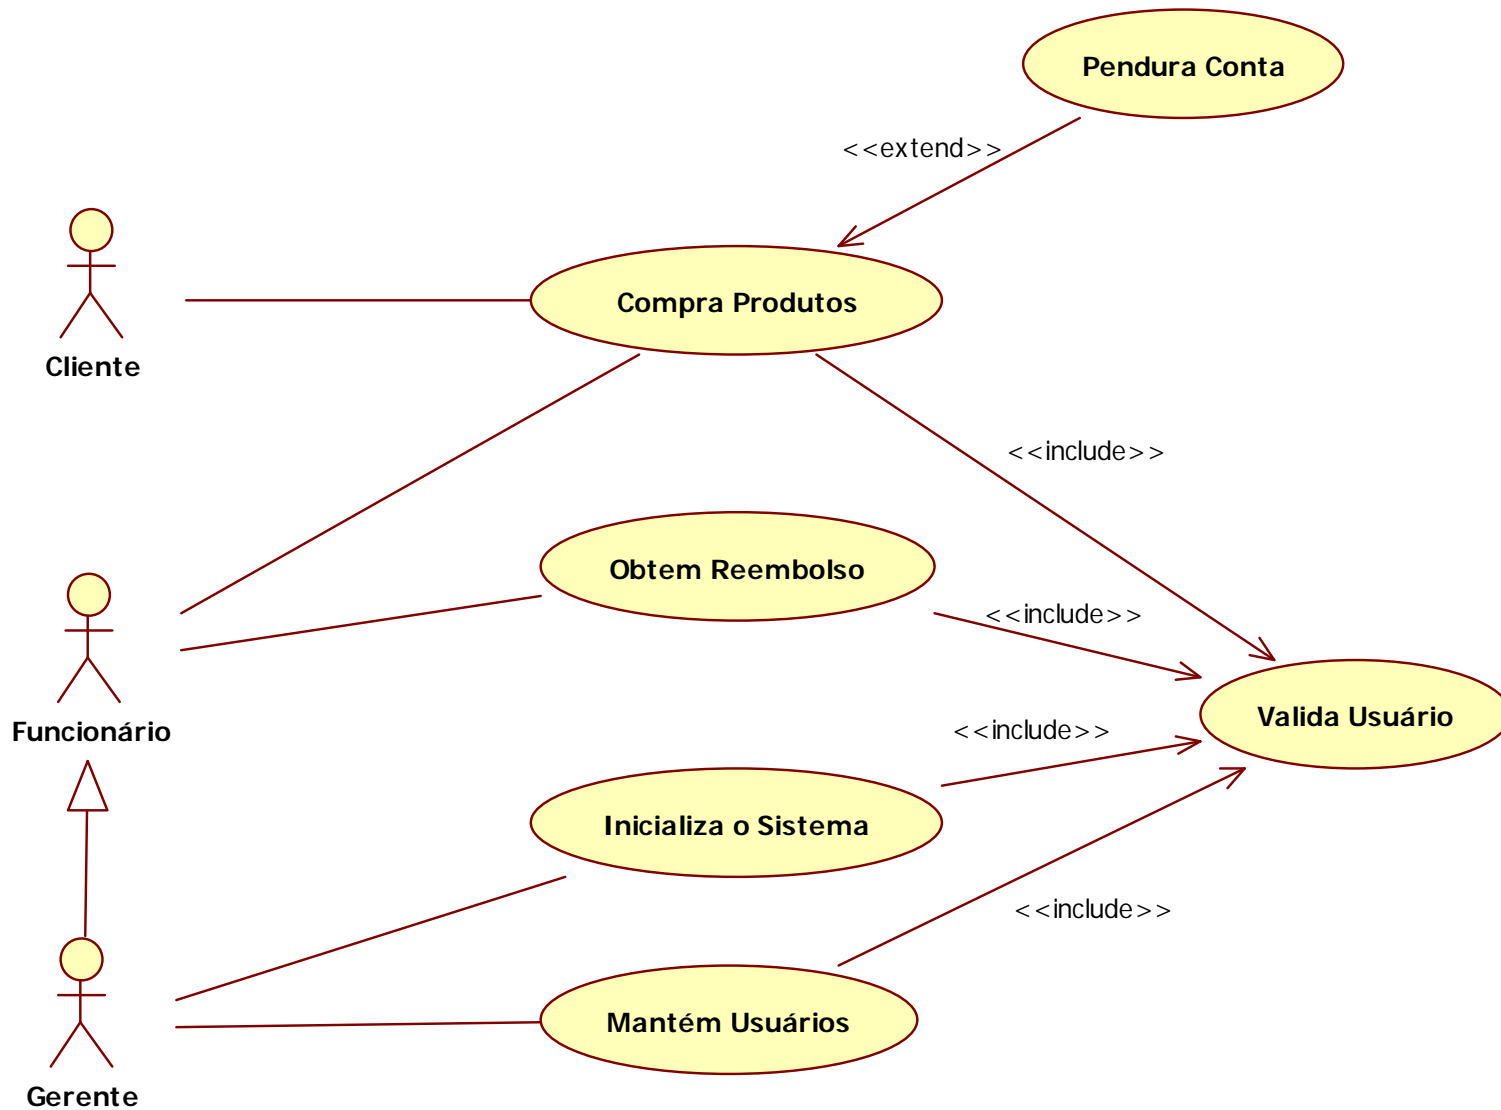 Pendura Conta
<<extend>>
Compra Produtos
Cliente
<<include>>
Obtem Reembolso
<<include>>
Valida Usuário
Funcionário
<<include>>
Inicializa o Sistema
<<include>>
Mantém Usuários
Gerente